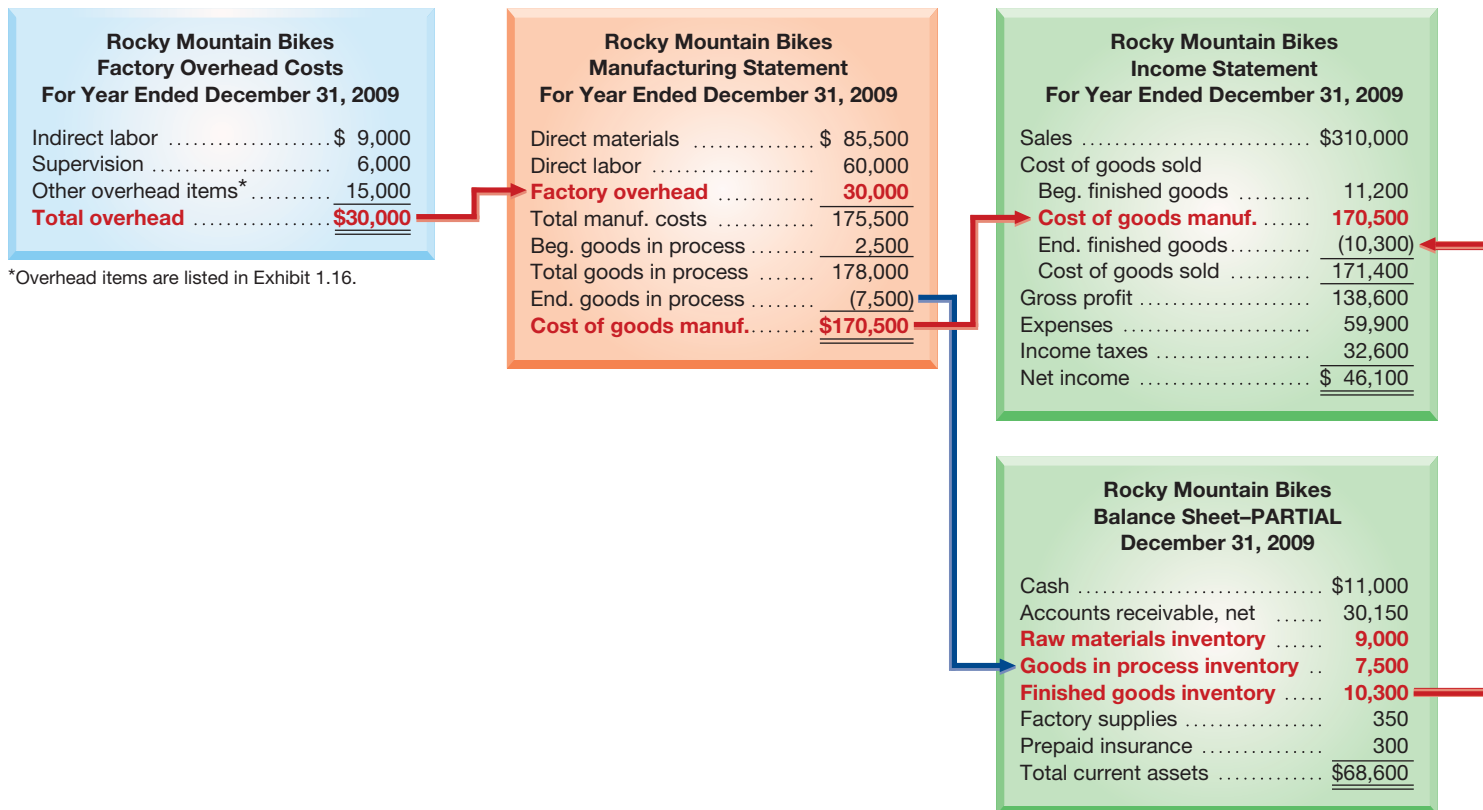 Rocky Mountain Bikes
Factory Overhead Costs
For Year Ended December 31, 2009
Indirect labor .................. $ 9,000
Supervision .................. 6,000
Other overhead items* .......... 15,000
Total overhead .................. $30,000
*Overhead items are listed in Exhibit 1.16.
Rocky Mountain Bikes
Manufacturing Statement
For Year Ended December 31, 2009
Direct materials ............... $ 85,500
Direct labor .................... 60,000
Factory overhead ............ 30,000
Total manuf. costs ............ 175,500
Beg. goods in process ........ 2,500
Total goods in process ....... 178,000
End. goods in process ........ (7,500)
Cost of goods manuf. ........ $170,500
Rocky Mountain Bikes
Income Statement
For Year Ended December 31, 2009
Sales ............................ $310,000
Cost of goods sold
Beg. finished goods ........ 11,200
Cost of goods manuf. ...... 170,500
End. finished goods .......... (10,300)
Cost of goods sold .......... 171,400
Gross profit .................... 138,600
Expenses ...................... 59,900
Income taxes ................... 32,600
Net income ..................... $ 46,100
Rocky Mountain Bikes
Balance Sheet–PARTIAL
December 31, 2009
Cash ............................. $11,000
Accounts receivable, net ...... 30,150
Raw materials inventory ...... 9,000
Goods in process inventory .. 7,500
Finished goods inventory ..... 10,300
Factory supplies ................ 350
Prepaid insurance .............. 300
Total current assets ............. $68,600